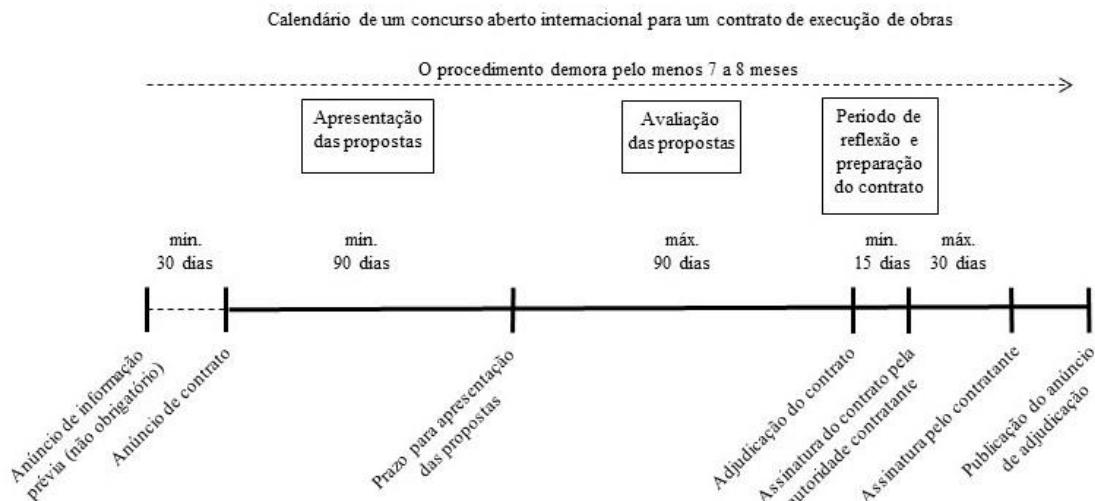 Calendário de um concurso aberto internacional para um contrato de execução de obras
O procedimento demora pelo menos 7 a 8 meses
Apresentação
das propostas
Avaliação
das propostas
Período de
reflexão e
preparação
do contrato
min.
30 dias
min.
90 dias
máx.
90 dias
mín.
15 dias
máx.
30 dias
Anúncio de informação
prévia (não obrigatório)
Anúncio de contrato
Prazo para apresentação
das propostas
Adjudicação do contrato
Assinatura do contrato pela
autoridade contratante
Assinatura pelo contratante
Publicação do anúncio
de adjudicação